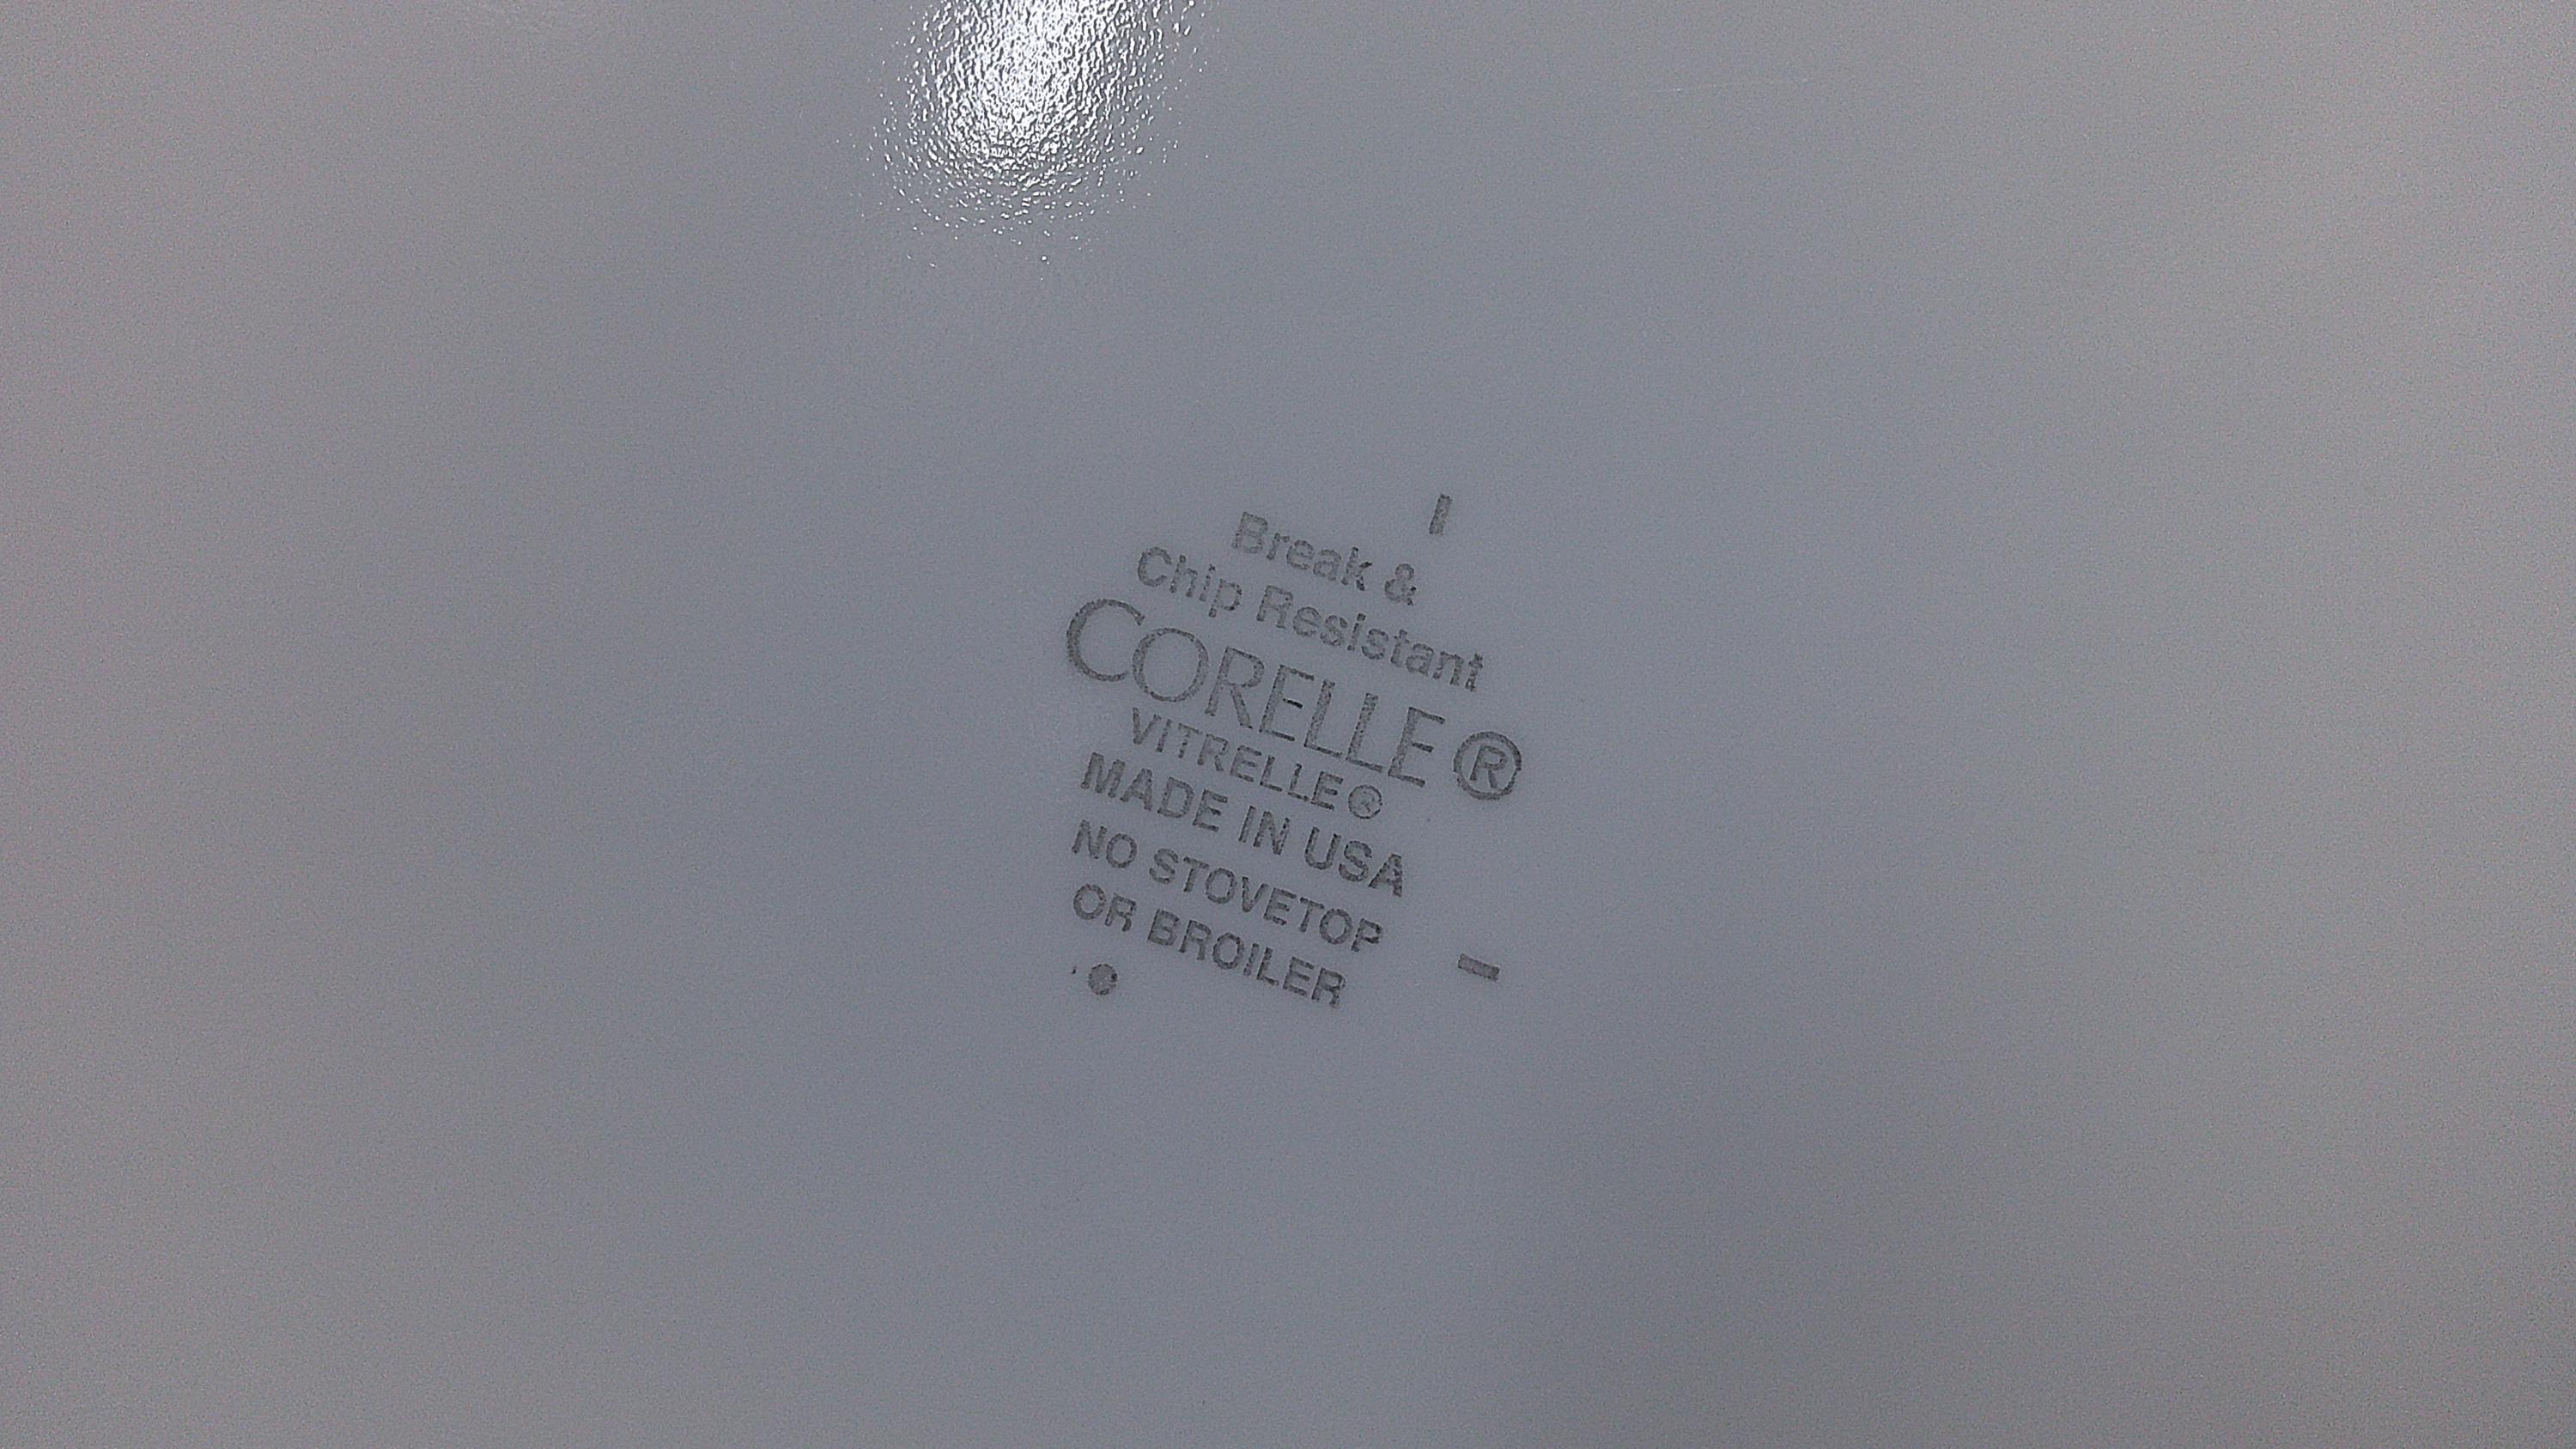 Break &
Chip Resistant
CORELLE®
VITRELLE®
MADE IN USA
NO STOVETOP
OR BROILER